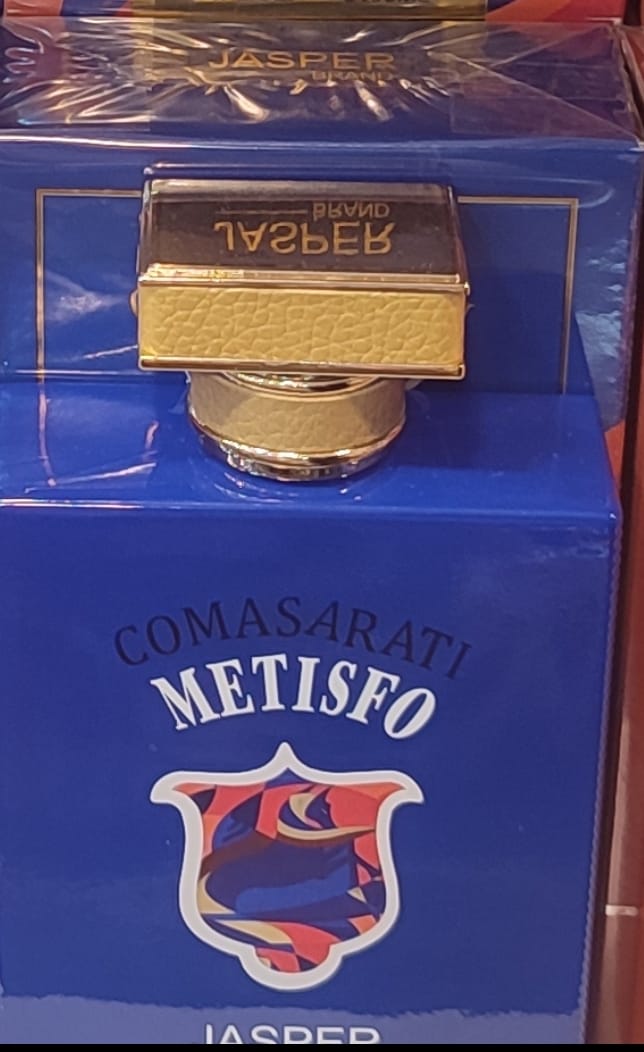 JASPER
BRAND
BRAND
JASPER
COMASARATI
METISFO
JASPER